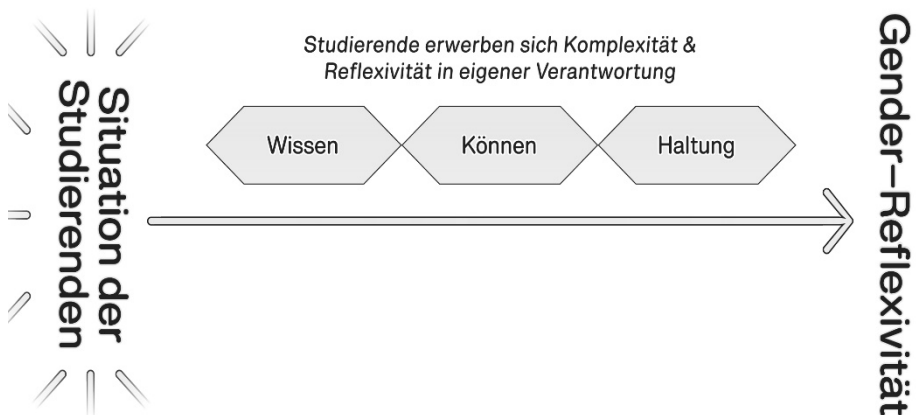 Situation der
Studierenden
Studierende erwerben sich Komplexität &
Reflexivität in eigener Verantwortung
Wissen
Können
Haltung
Gender–Reflexivität